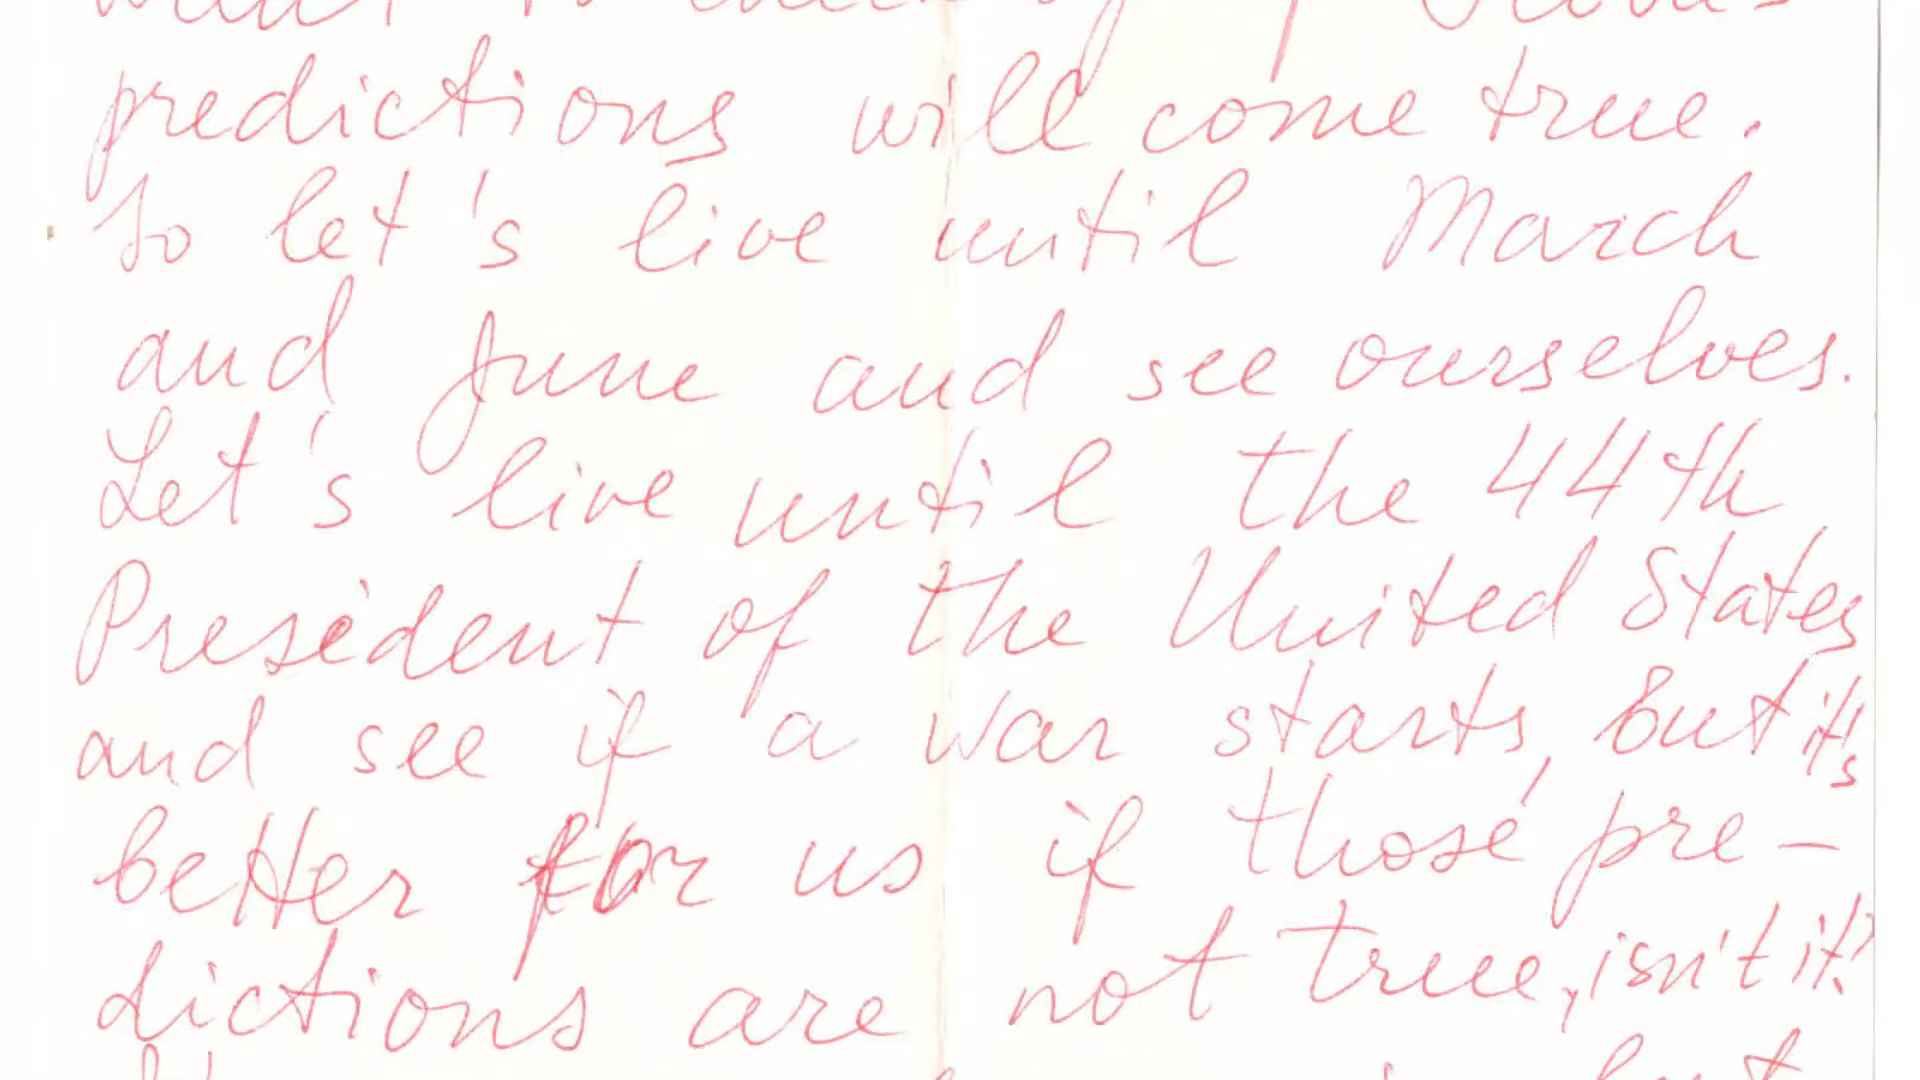 predictions will come true.
So let's live until March
and June and see ourselves.
Let's live until the 44th
President of the United States
and see if a war starts, but it's
better for us if those pre-
dictions are not true, isn't it?